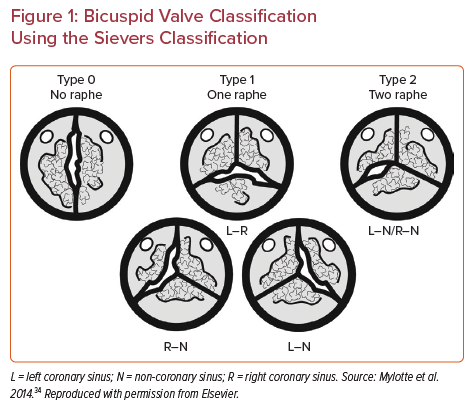 Figure 1: Bicuspid Valve Classification
Using the Sievers Classification
Type 0
No raphe
Type 1
One raphe
Type 2
Two raphe
L–R
L–N/R–N
R–N
L–N
L = left coronary sinus; N = non-coronary sinus; R = right coronary sinus. Source: Mylotte et al.
2014.³⁴ Reproduced with permission from Elsevier.